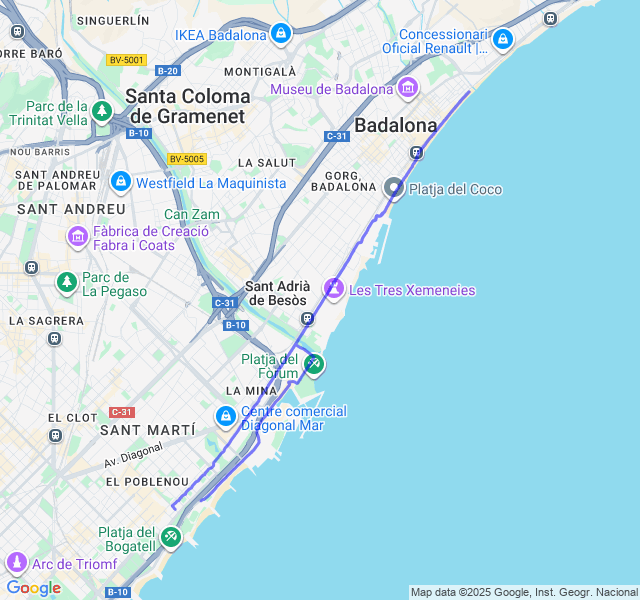 SINGUERLÍN
IKEA Badalona
Concessionari
Oficial Renault |...
ORRE BARÓ
BV-5001
B-20
MONTIGALÀ
Museu de Badalona
Parc de la
Trinitat Vella
Santa Coloma
de Gramenet
Badalona
B-10
C-31
NOU BARRIS
BV-5005
LA SALUT
SANT ANDREU
DE PALOMAR
Westfield La Maquinista
GORG,
BADALONA
Platja del Coco
SANT ANDREU
Can Zam
Fàbrica de Creació
Fabra i Coats
Parc de
La Pegaso
Sant Adrià
de Besòs
Les Tres Xemeneies
C-31
LA SAGRERA
B-10
Platja del
Fòrum
LA MINA
EL CLOT
C-31
Centre comercial
Diagonal Mar
SANT MARTÍ
Av. Diagonal
EL POBLENOU
Platja del
Bogatell
Arc de Triomf
Google
B-10
Map data ©2025 Google, Inst. Geogr. Nacional